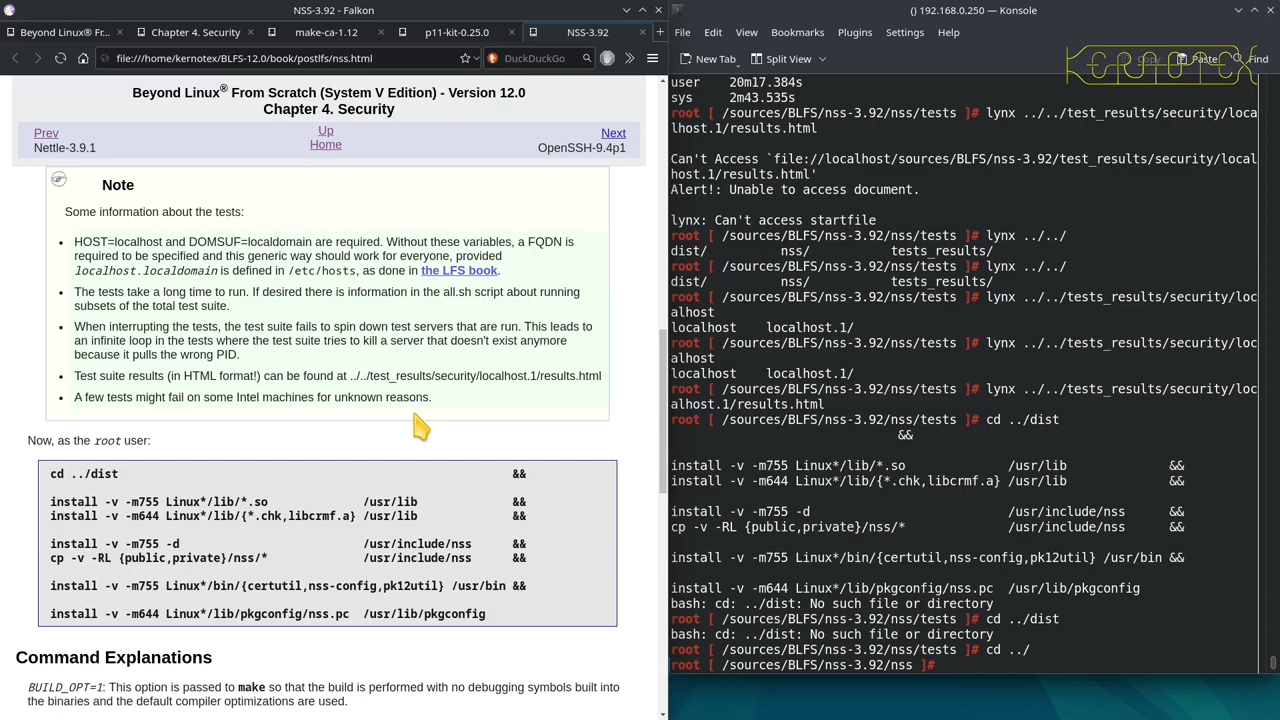 NSS-3.92 — Falkon
Beyond Linux® Fr...
Chapter 4. Security
make-ca-1.12
p11-kit-0.25.0
NSS-3.92
file:///home/kernotex/BLFS-12.0/book/postlfs/nss.html
DuckDuckGo
Beyond Linux® From Scratch (System V Edition) - Version 12.0
Chapter 4. Security
Prev
Up
Next
Nettle-3.9.1
Home
OpenSSH-9.4p1
Note
Some information about the tests:
• HOST=localhost and DOMSUF=localdomain are required. Without these variables, a FQDN is
required to be specified and this generic way should work for everyone, provided
localhost.localdomain is defined in /etc/hosts, as done in the LFS book.
• The tests take a long time to run. If desired there is information in the all.sh script about running
subsets of the total test suite.
• When interrupting the tests, the test suite fails to spin down test servers that are run. This leads to
an infinite loop in the tests where the test suite tries to kill a server that doesn't exist anymore
because it pulls the wrong PID.
• Test suite results (in HTML format!) can be found at ../../test_results/security/localhost.1/results.html
• A few tests might fail on some Intel machines for unknown reasons.
Now, as the root user:
cd ../dist &&
install -v -m755 Linux*/lib/*.so /usr/lib &&
install -v -m644 Linux*/lib/{*.chk,libcrmf.a} /usr/lib &&
install -v -m755 -d /usr/include/nss &&
cp -v -RL {public,private}/nss/* /usr/include/nss &&
install -v -m755 Linux*/bin/{certutil,nss-config,pk12util} /usr/bin &&
install -v -m644 Linux*/lib/pkgconfig/nss.pc /usr/lib/pkgconfig
Command Explanations
BUILD_OPT=1: This option is passed to make so that the build is performed with no debugging symbols built into
the binaries and the default compiler optimizations are used.
() 192.168.0.250 — Konsole
File Edit View Bookmarks Plugins Settings Help
New Tab Split View Copy Paste Find
KERNOTEX
user 20m17.384s
sys 2m43.535s
root [ /sources/BLFS/nss-3.92/nss/tests ]# lynx ../../test_results/security/loca
lhost.1/results.html
Can't Access `file://localhost/sources/BLFS/nss-3.92/test_results/security/local
host.1/results.html'
Alert!: Unable to access document.
lynx: Can't access startfile
root [ /sources/BLFS/nss-3.92/nss/tests ]# lynx ../../
dist/ nss/ tests_results/
root [ /sources/BLFS/nss-3.92/nss/tests ]# lynx ../../
dist/ nss/ tests_results/
root [ /sources/BLFS/nss-3.92/nss/tests ]# lynx ../../tests_results/security/loc
alhost
localhost localhost.1/
root [ /sources/BLFS/nss-3.92/nss/tests ]# lynx ../../tests_results/security/loc
alhost
localhost localhost.1/
root [ /sources/BLFS/nss-3.92/nss/tests ]# lynx ../../tests_results/security/loc
alhost.1/results.html
root [ /sources/BLFS/nss-3.92/nss/tests ]# cd ../dist
&&
install -v -m755 Linux*/lib/*.so /usr/lib &&
install -v -m644 Linux*/lib/{*.chk,libcrmf.a} /usr/lib &&
install -v -m755 -d /usr/include/nss &&
cp -v -RL {public,private}/nss/* /usr/include/nss &&
install -v -m755 Linux*/bin/{certutil,nss-config,pk12util} /usr/bin &&
install -v -m644 Linux*/lib/pkgconfig/nss.pc /usr/lib/pkgconfig
bash: cd: ../dist: No such file or directory
root [ /sources/BLFS/nss-3.92/nss/tests ]# cd ../dist
bash: cd: ../dist: No such file or directory
root [ /sources/BLFS/nss-3.92/nss/tests ]# cd ../
root [ /sources/BLFS/nss-3.92/nss ]#